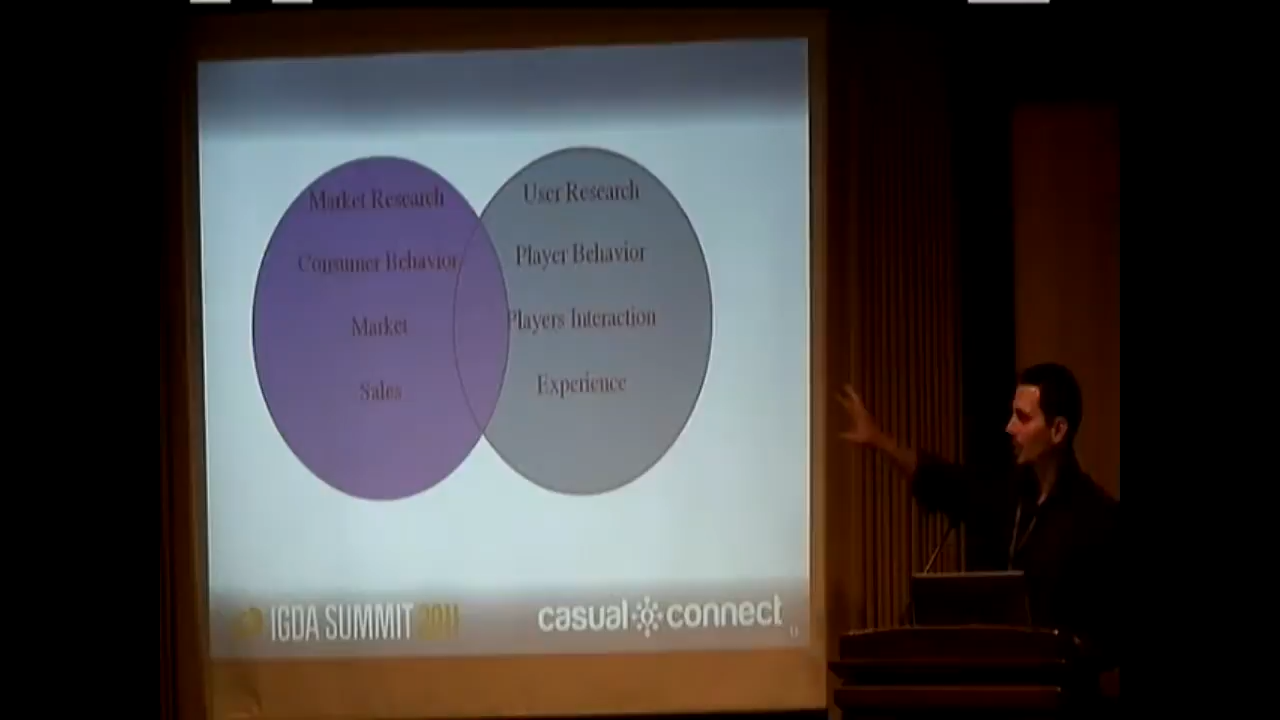 Market Research
Consumer Behavior
Market
Sales
User Research
Player Behavior
Players Interaction
Experience
IGDA SUMMIT 2011
casual connect